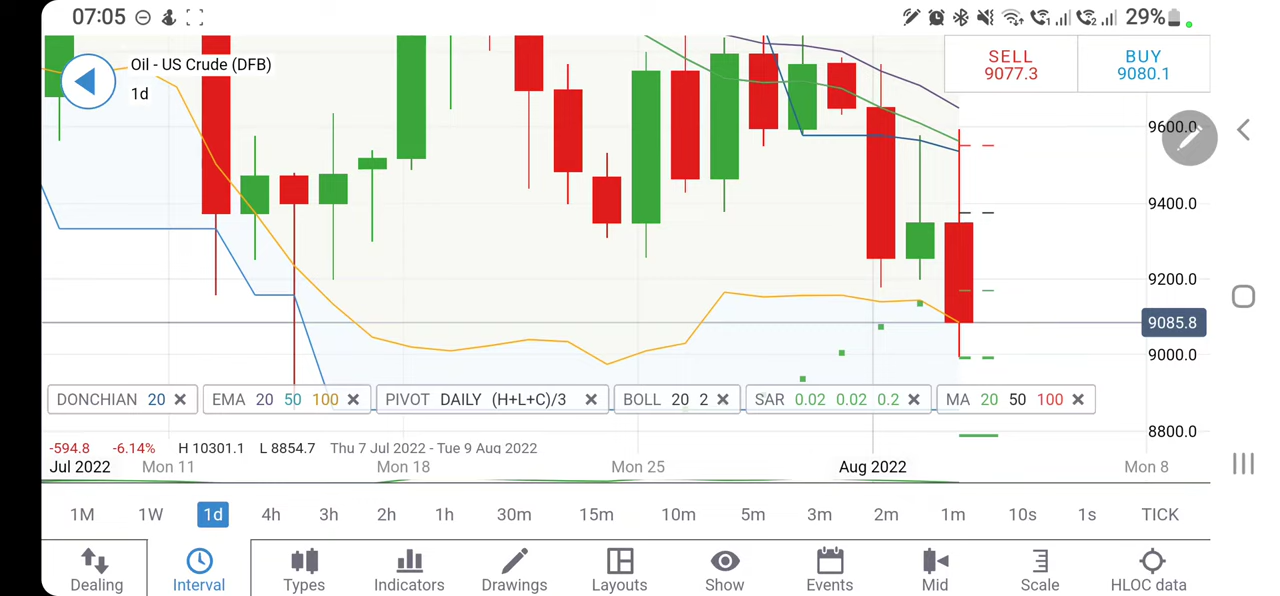 07:05
29%
Oil - US Crude (DFB)
1d
SELL
9077.3
BUY
9080.1
9600.0
9400.0
9200.0
9085.8
9000.0
8800.0
DONCHIAN 20 ✕ EMA 20 50 100 ✕ PIVOT DAILY (H+L+C)/3 ✕ BOLL 20 2 ✕ SAR 0.02 0.02 0.2 ✕ MA 20 50 100 ✕
-594.8 -6.14% H 10301.1 L 8854.7 Thu 7 Jul 2022 - Tue 9 Aug 2022
Jul 2022 Mon 11 Mon 18 Mon 25 Aug 2022 Mon 8
1M 1W 1d 4h 3h 2h 1h 30m 15m 10m 5m 3m 2m 1m 10s 1s TICK
Dealing Interval Types Indicators Drawings Layouts Show Events Mid Scale HLOC data